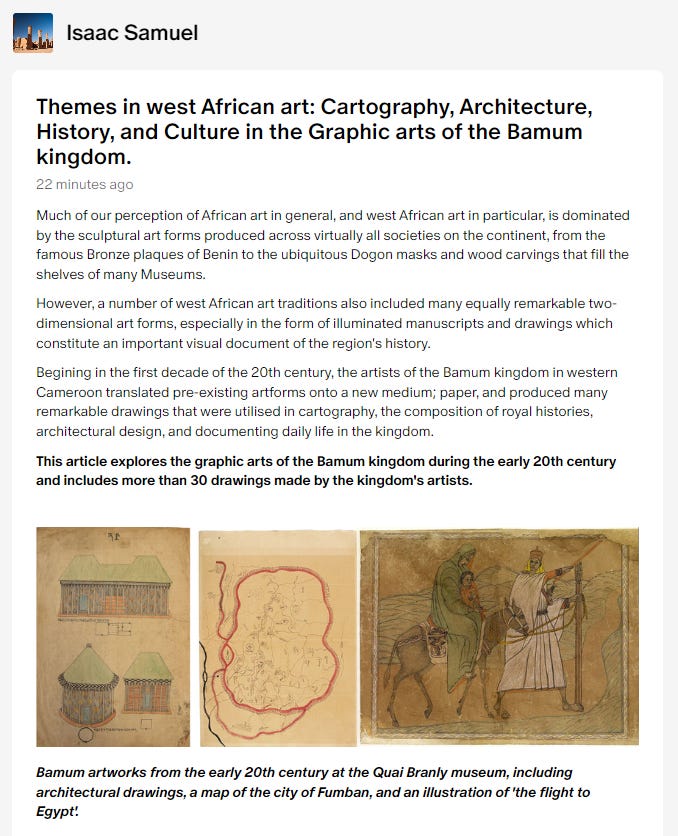 Isaac Samuel
Themes in west African art: Cartography, Architecture,
History, and Culture in the Graphic arts of the Bamum
kingdom.
22 minutes ago
Much of our perception of African art in general, and west African art in particular, is dominated
by the sculptural art forms produced across virtually all societies on the continent, from the
famous Bronze plaques of Benin to the ubiquitous Dogon masks and wood carvings that fill the
shelves of many Museums.
However, a number of west African art traditions also included many equally remarkable two-
dimensional art forms, especially in the form of illuminated manuscripts and drawings which
constitute an important visual document of the region's history.
Begining in the first decade of the 20th century, the artists of the Bamum kingdom in western
Cameroon translated pre-existing artforms onto a new medium; paper, and produced many
remarkable drawings that were utilised in cartography, the composition of royal histories,
architectural design, and documenting daily life in the kingdom.
This article explores the graphic arts of the Bamum kingdom during the early 20th century
and includes more than 30 drawings made by the kingdom's artists.
Bamum artworks from the early 20th century at the Quai Branly museum, including
architectural drawings, a map of the city of Fumban, and an illustration of 'the flight to
Egypt'.